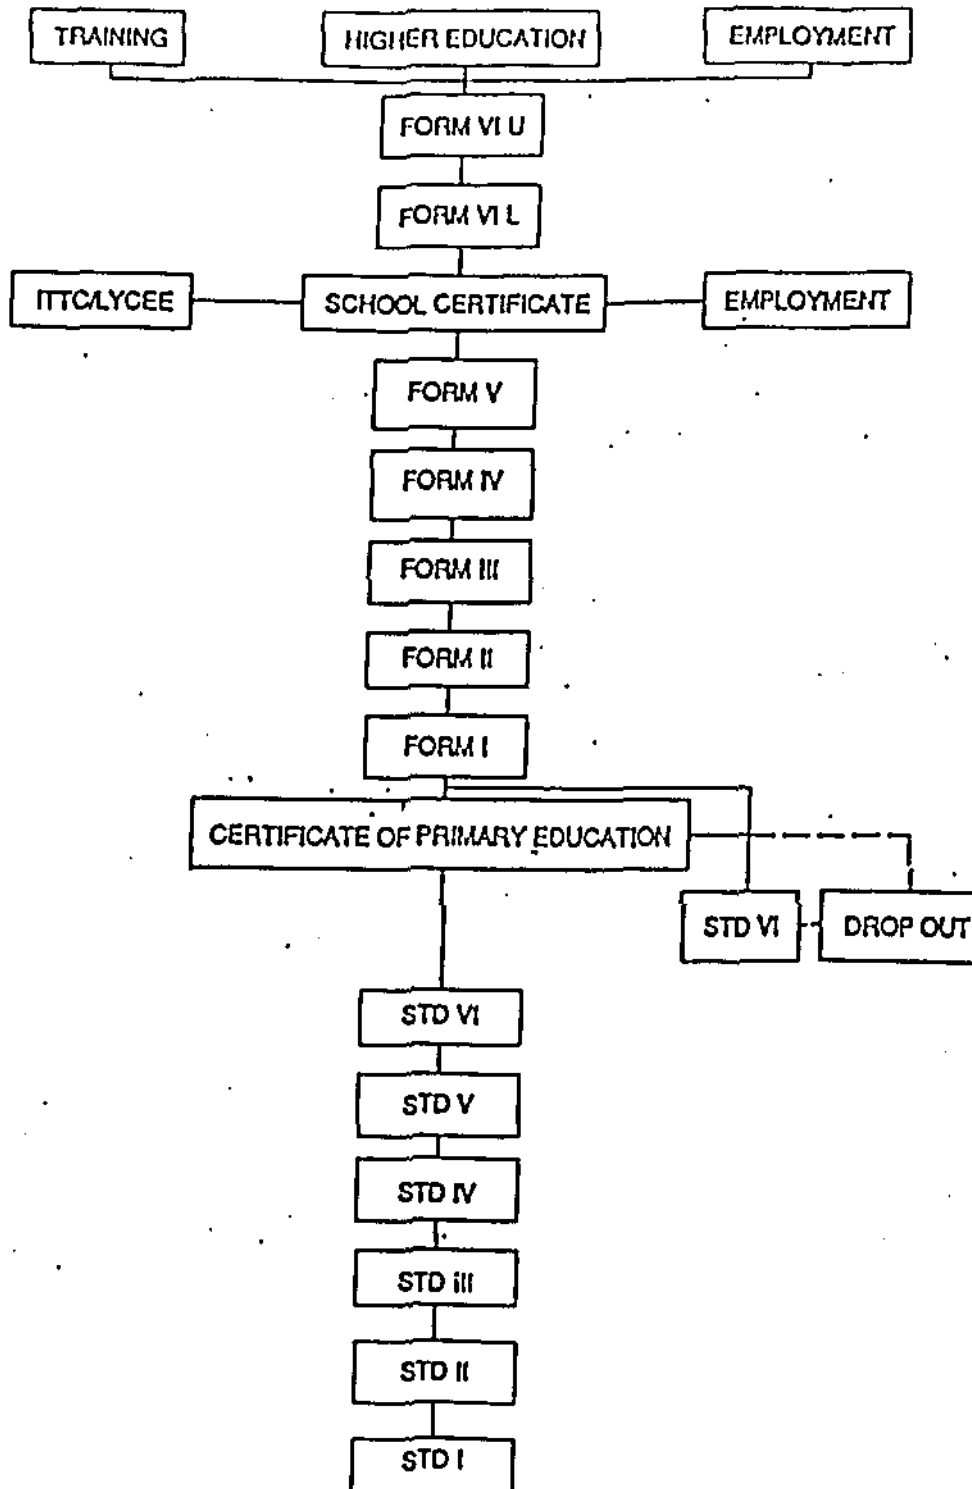 TRAINING
HIGHER EDUCATION
EMPLOYMENT
FORM VI U
FORM VI L
ITTC/LYCEE
SCHOOL CERTIFICATE
EMPLOYMENT
FORM V
FORM IV
FORM III
FORM II
FORM I
CERTIFICATE OF PRIMARY EDUCATION
STD VI
DROP OUT
STD VI
STD V
STD IV
STD III
STD II
STD I